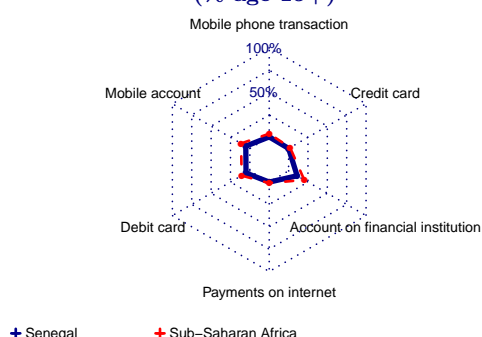 Mobile phone transaction
100%
50%
Mobile account
Credit card
Debit card
Account on financial institution
Payments on internet
Senegal
Sub−Saharan Africa